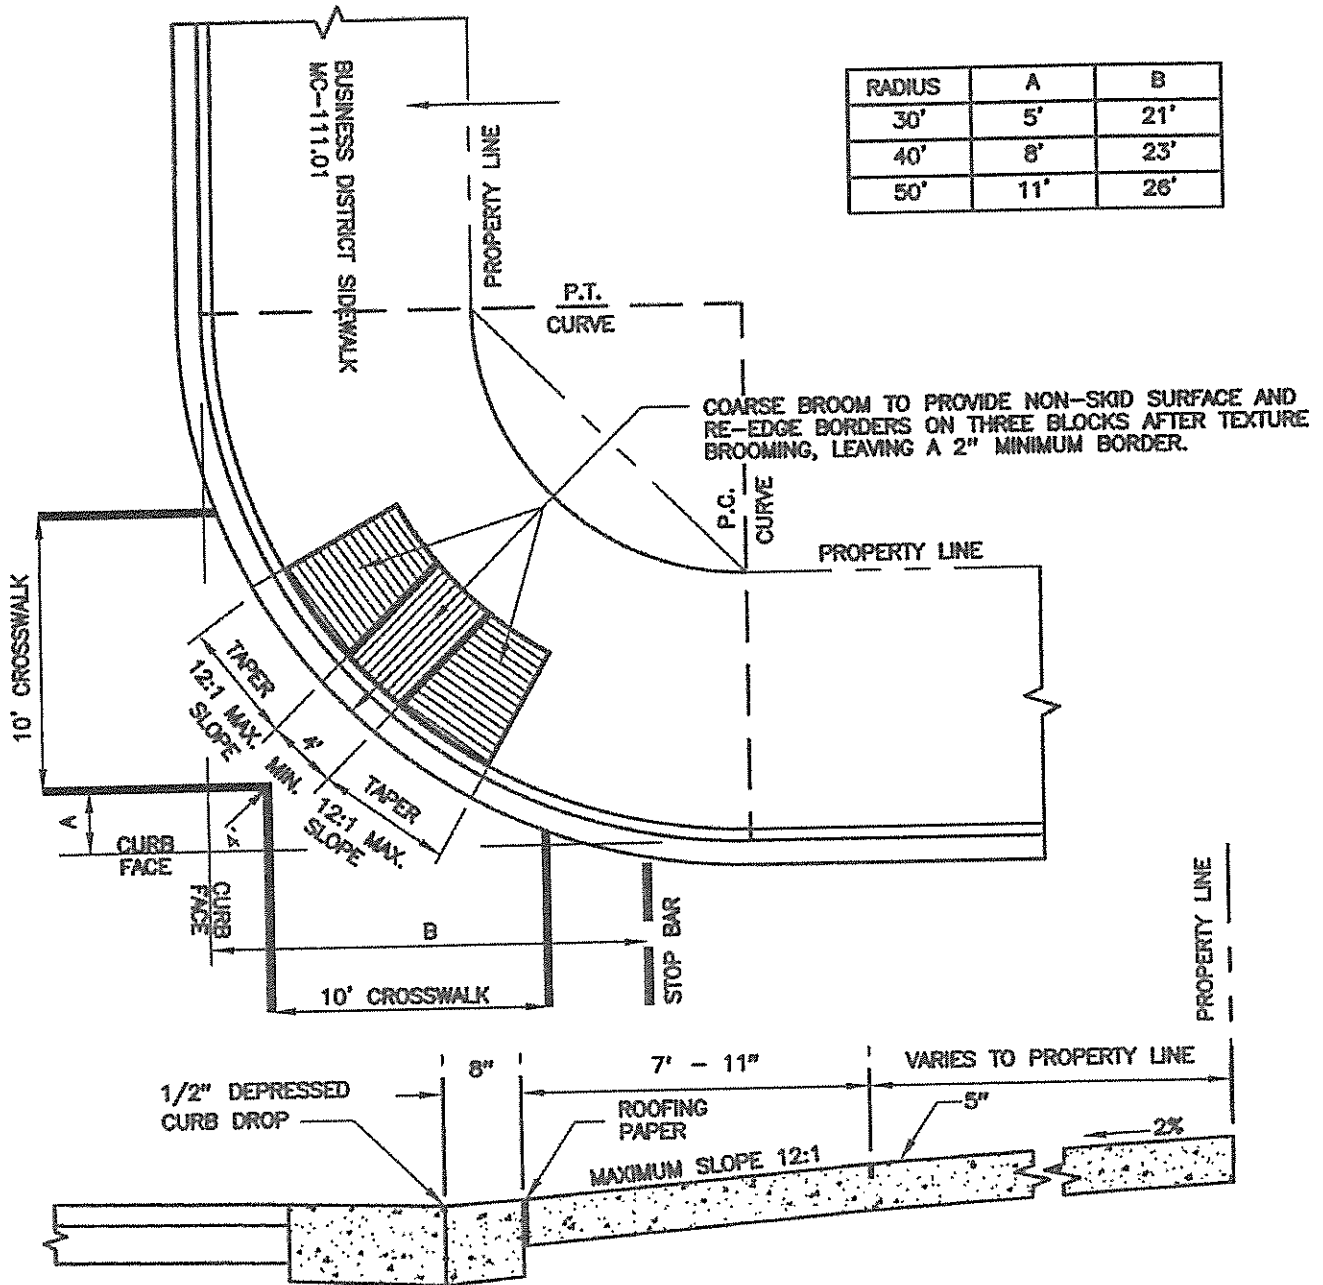 BUSINESS DISTRICT SIDEWALK
MC-111.01
PROPERTY LINE
RADIUS A B
30' 5' 21'
40' 8' 23'
50' 11' 26'
P.T.
CURVE
COARSE BROOM TO PROVIDE NON-SKID SURFACE AND
RE-EDGE BORDERS ON THREE BLOCKS AFTER TEXTURE
BROOMING, LEAVING A 2" MINIMUM BORDER.
P.C.
CURVE
PROPERTY LINE
10' CROSSWALK
TAPER
12:1 MAX.
SLOPE
4'
MIN.
TAPER
12:1 MAX.
SLOPE
A
4'
CURB
FACE
CURB
FACE
B
STOP BAR
10' CROSSWALK
PROPERTY LINE
1/2" DEPRESSED
CURB DROP
8"
7' - 11"
VARIES TO PROPERTY LINE
ROOFING
PAPER
5"
MAXIMUM SLOPE 12:1
2%